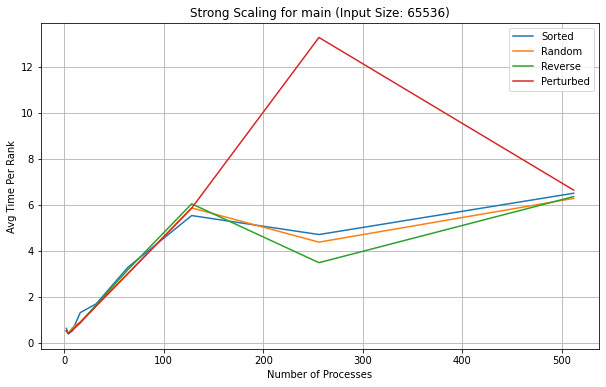 Strong Scaling for main (Input Size: 65536)
Sorted
Random
Reverse
Perturbed
Avg Time Per Rank
12
10
8
6
4
2
0
0
100
200
300
400
500
Number of Processes